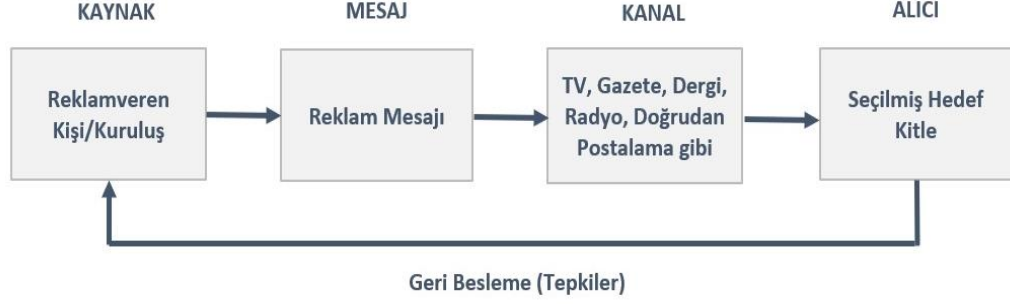 KAYNAK
MESAJ
KANAL
ALICI
Reklamveren
Kişi/Kuruluş
Reklam Mesajı
TV, Gazete, Dergi,
Radyo, Doğrudan
Postalama gibi
Seçilmiş Hedef
Kitle
Geri Besleme (Tepkiler)